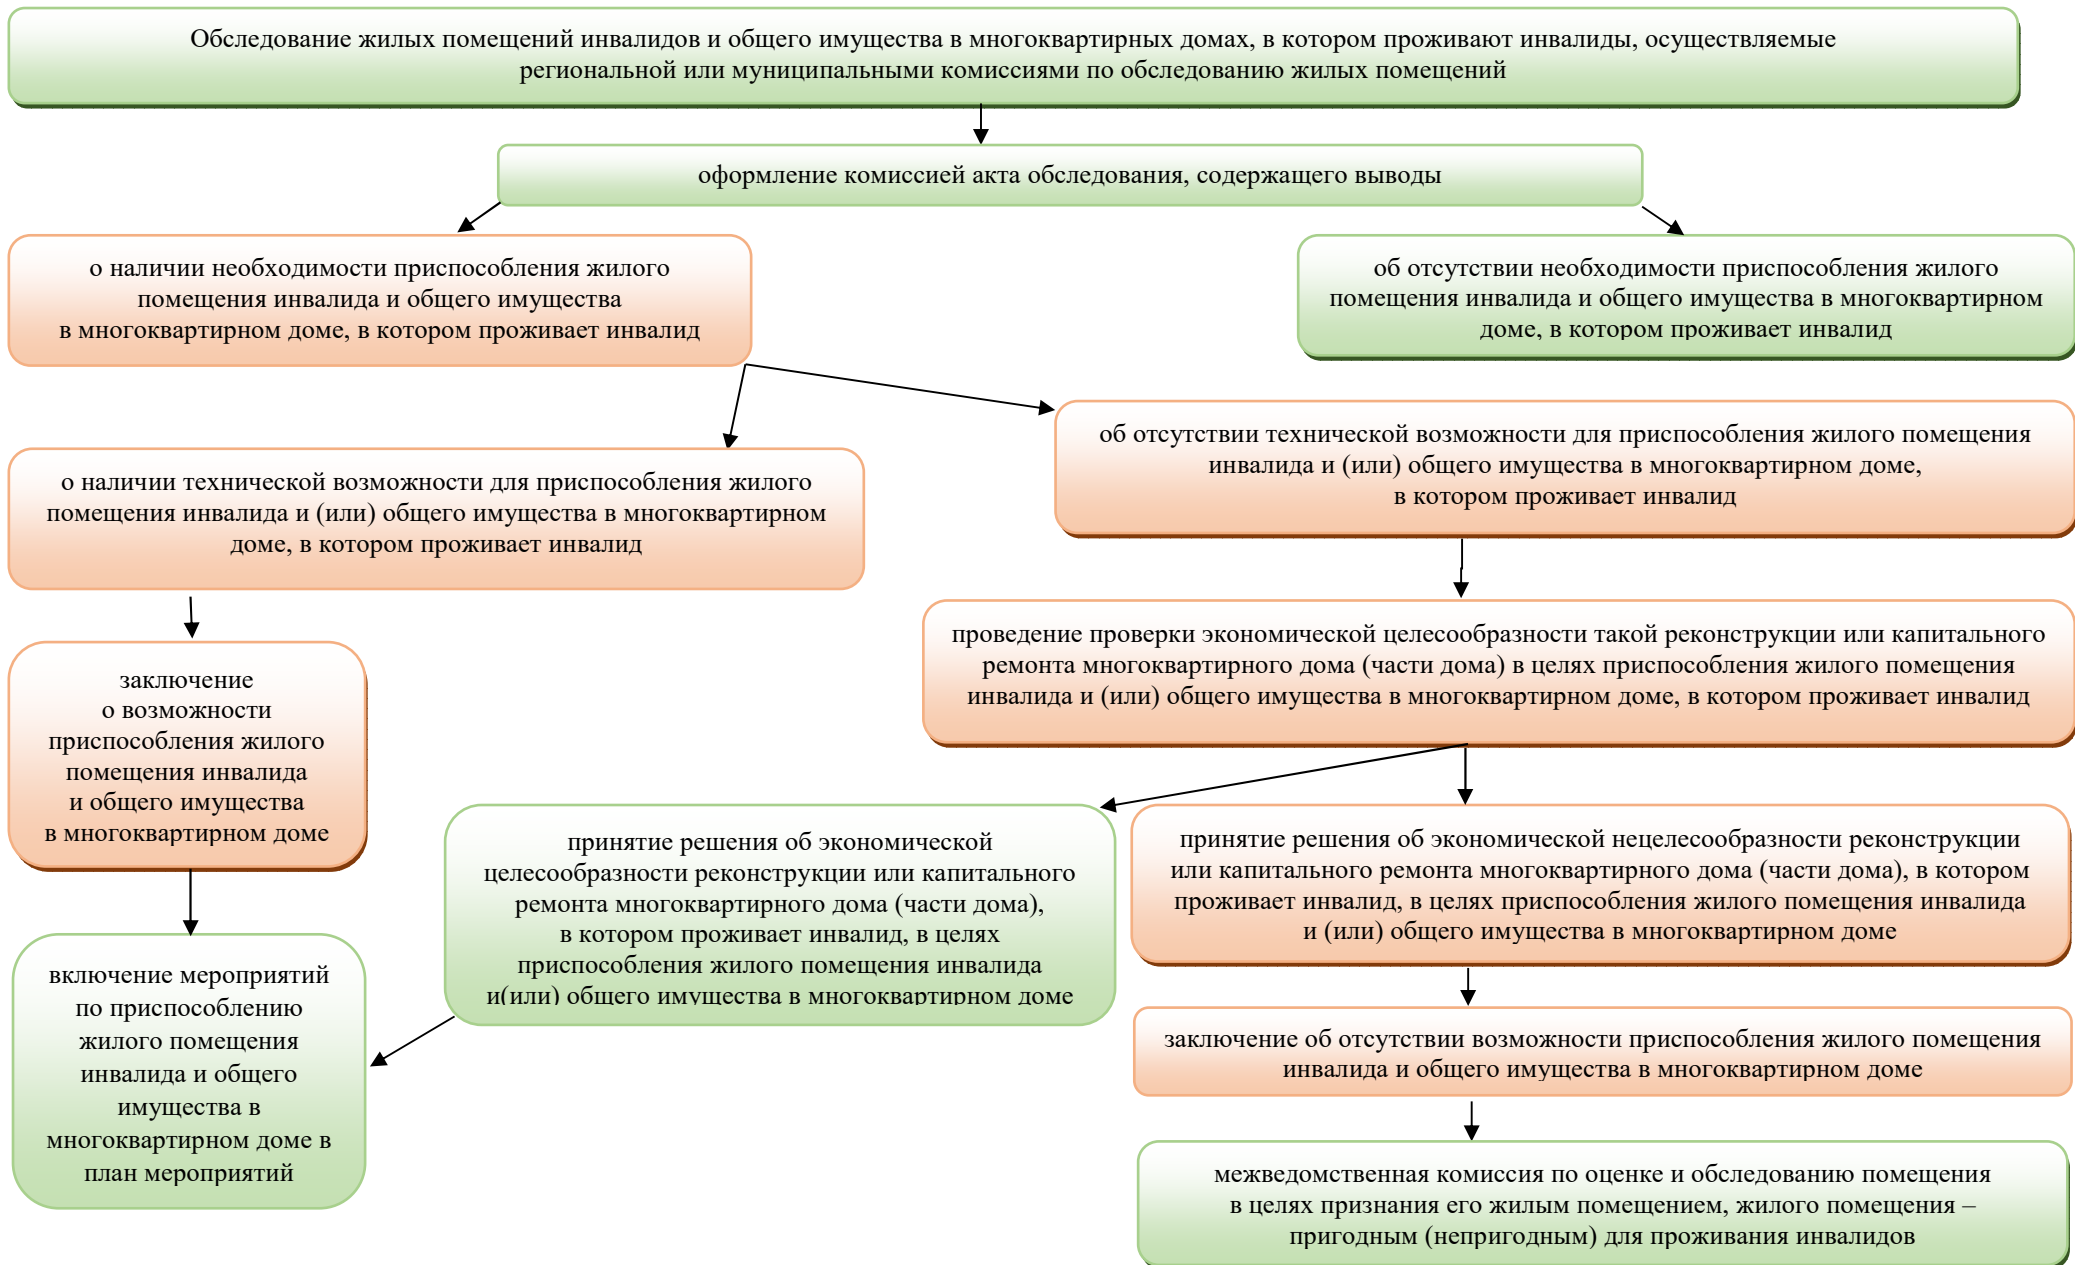 Обследование жилых помещений инвалидов и общего имущества в многоквартирных домах, в котором проживают инвалиды, осуществляемые
региональной или муниципальными комиссиями по обследованию жилых помещений
оформление комиссией акта обследования, содержащего выводы
о наличии необходимости приспособления жилого
помещения инвалида и общего имущества
в многоквартирном доме, в котором проживает инвалид
об отсутствии необходимости приспособления жилого
помещения инвалида и общего имущества в многоквартирном
доме, в котором проживает инвалид
о наличии технической возможности для приспособления жилого
помещения инвалида и (или) общего имущества в многоквартирном
доме, в котором проживает инвалид
об отсутствии технической возможности для приспособления жилого помещения
инвалида и (или) общего имущества в многоквартирном доме,
в котором проживает инвалид
проведение проверки экономической целесообразности такой реконструкции или капитального
ремонта многоквартирного дома (части дома) в целях приспособления жилого помещения
инвалида и (или) общего имущества в многоквартирном доме, в котором проживает инвалид
заключение
о возможности
приспособления жилого
помещения инвалида
и общего имущества
в многоквартирном доме
принятие решения об экономической
целесообразности реконструкции или капитального
ремонта многоквартирного дома (части дома),
в котором проживает инвалид, в целях
приспособления жилого помещения инвалида
и(или) общего имущества в многоквартирном доме
принятие решения об экономической нецелесообразности реконструкции
или капитального ремонта многоквартирного дома (части дома), в котором
проживает инвалид, в целях приспособления жилого помещения инвалида
и (или) общего имущества в многоквартирном доме
включение мероприятий
по приспособлению
жилого помещения
инвалида и общего
имущества в
многоквартирном доме в
план мероприятий
заключение об отсутствии возможности приспособления жилого помещения
инвалида и общего имущества в многоквартирном доме
межведомственная комиссия по оценке и обследованию помещения
в целях признания его жилым помещением, жилого помещения –
пригодным (непригодным) для проживания инвалидов